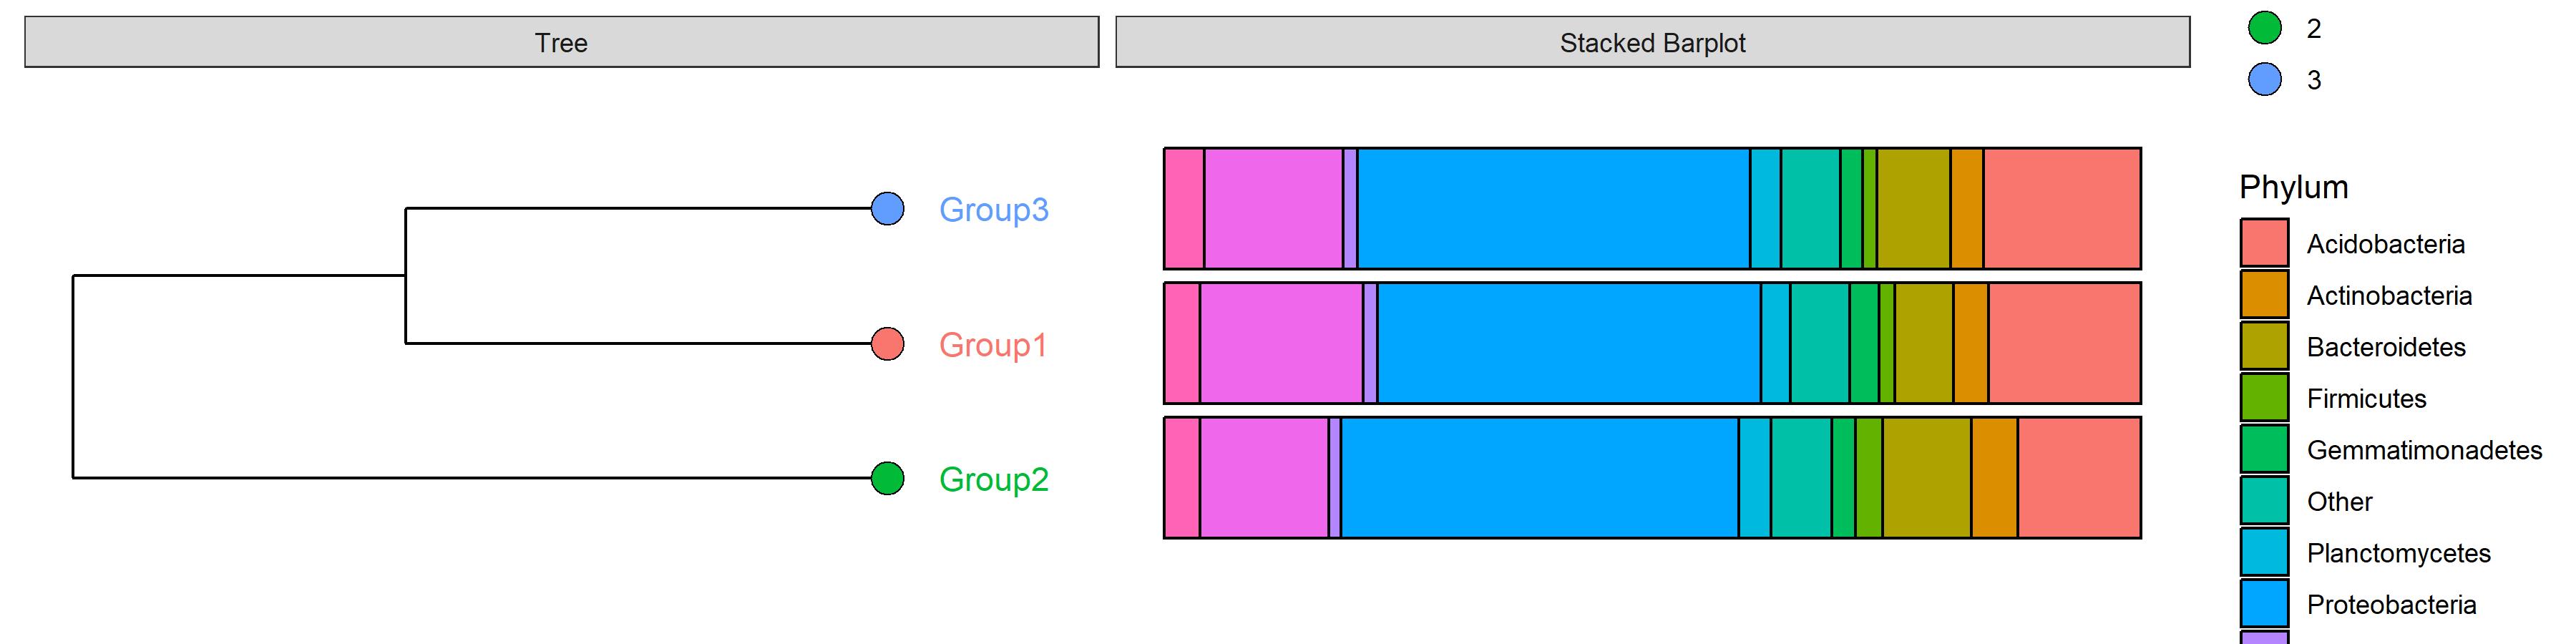 Tree
Stacked Barplot
2
3
Group3
Group1
Group2
Phylum
Acidobacteria
Actinobacteria
Bacteroidetes
Firmicutes
Gemmatimonadetes
Other
Planctomycetes
Proteobacteria